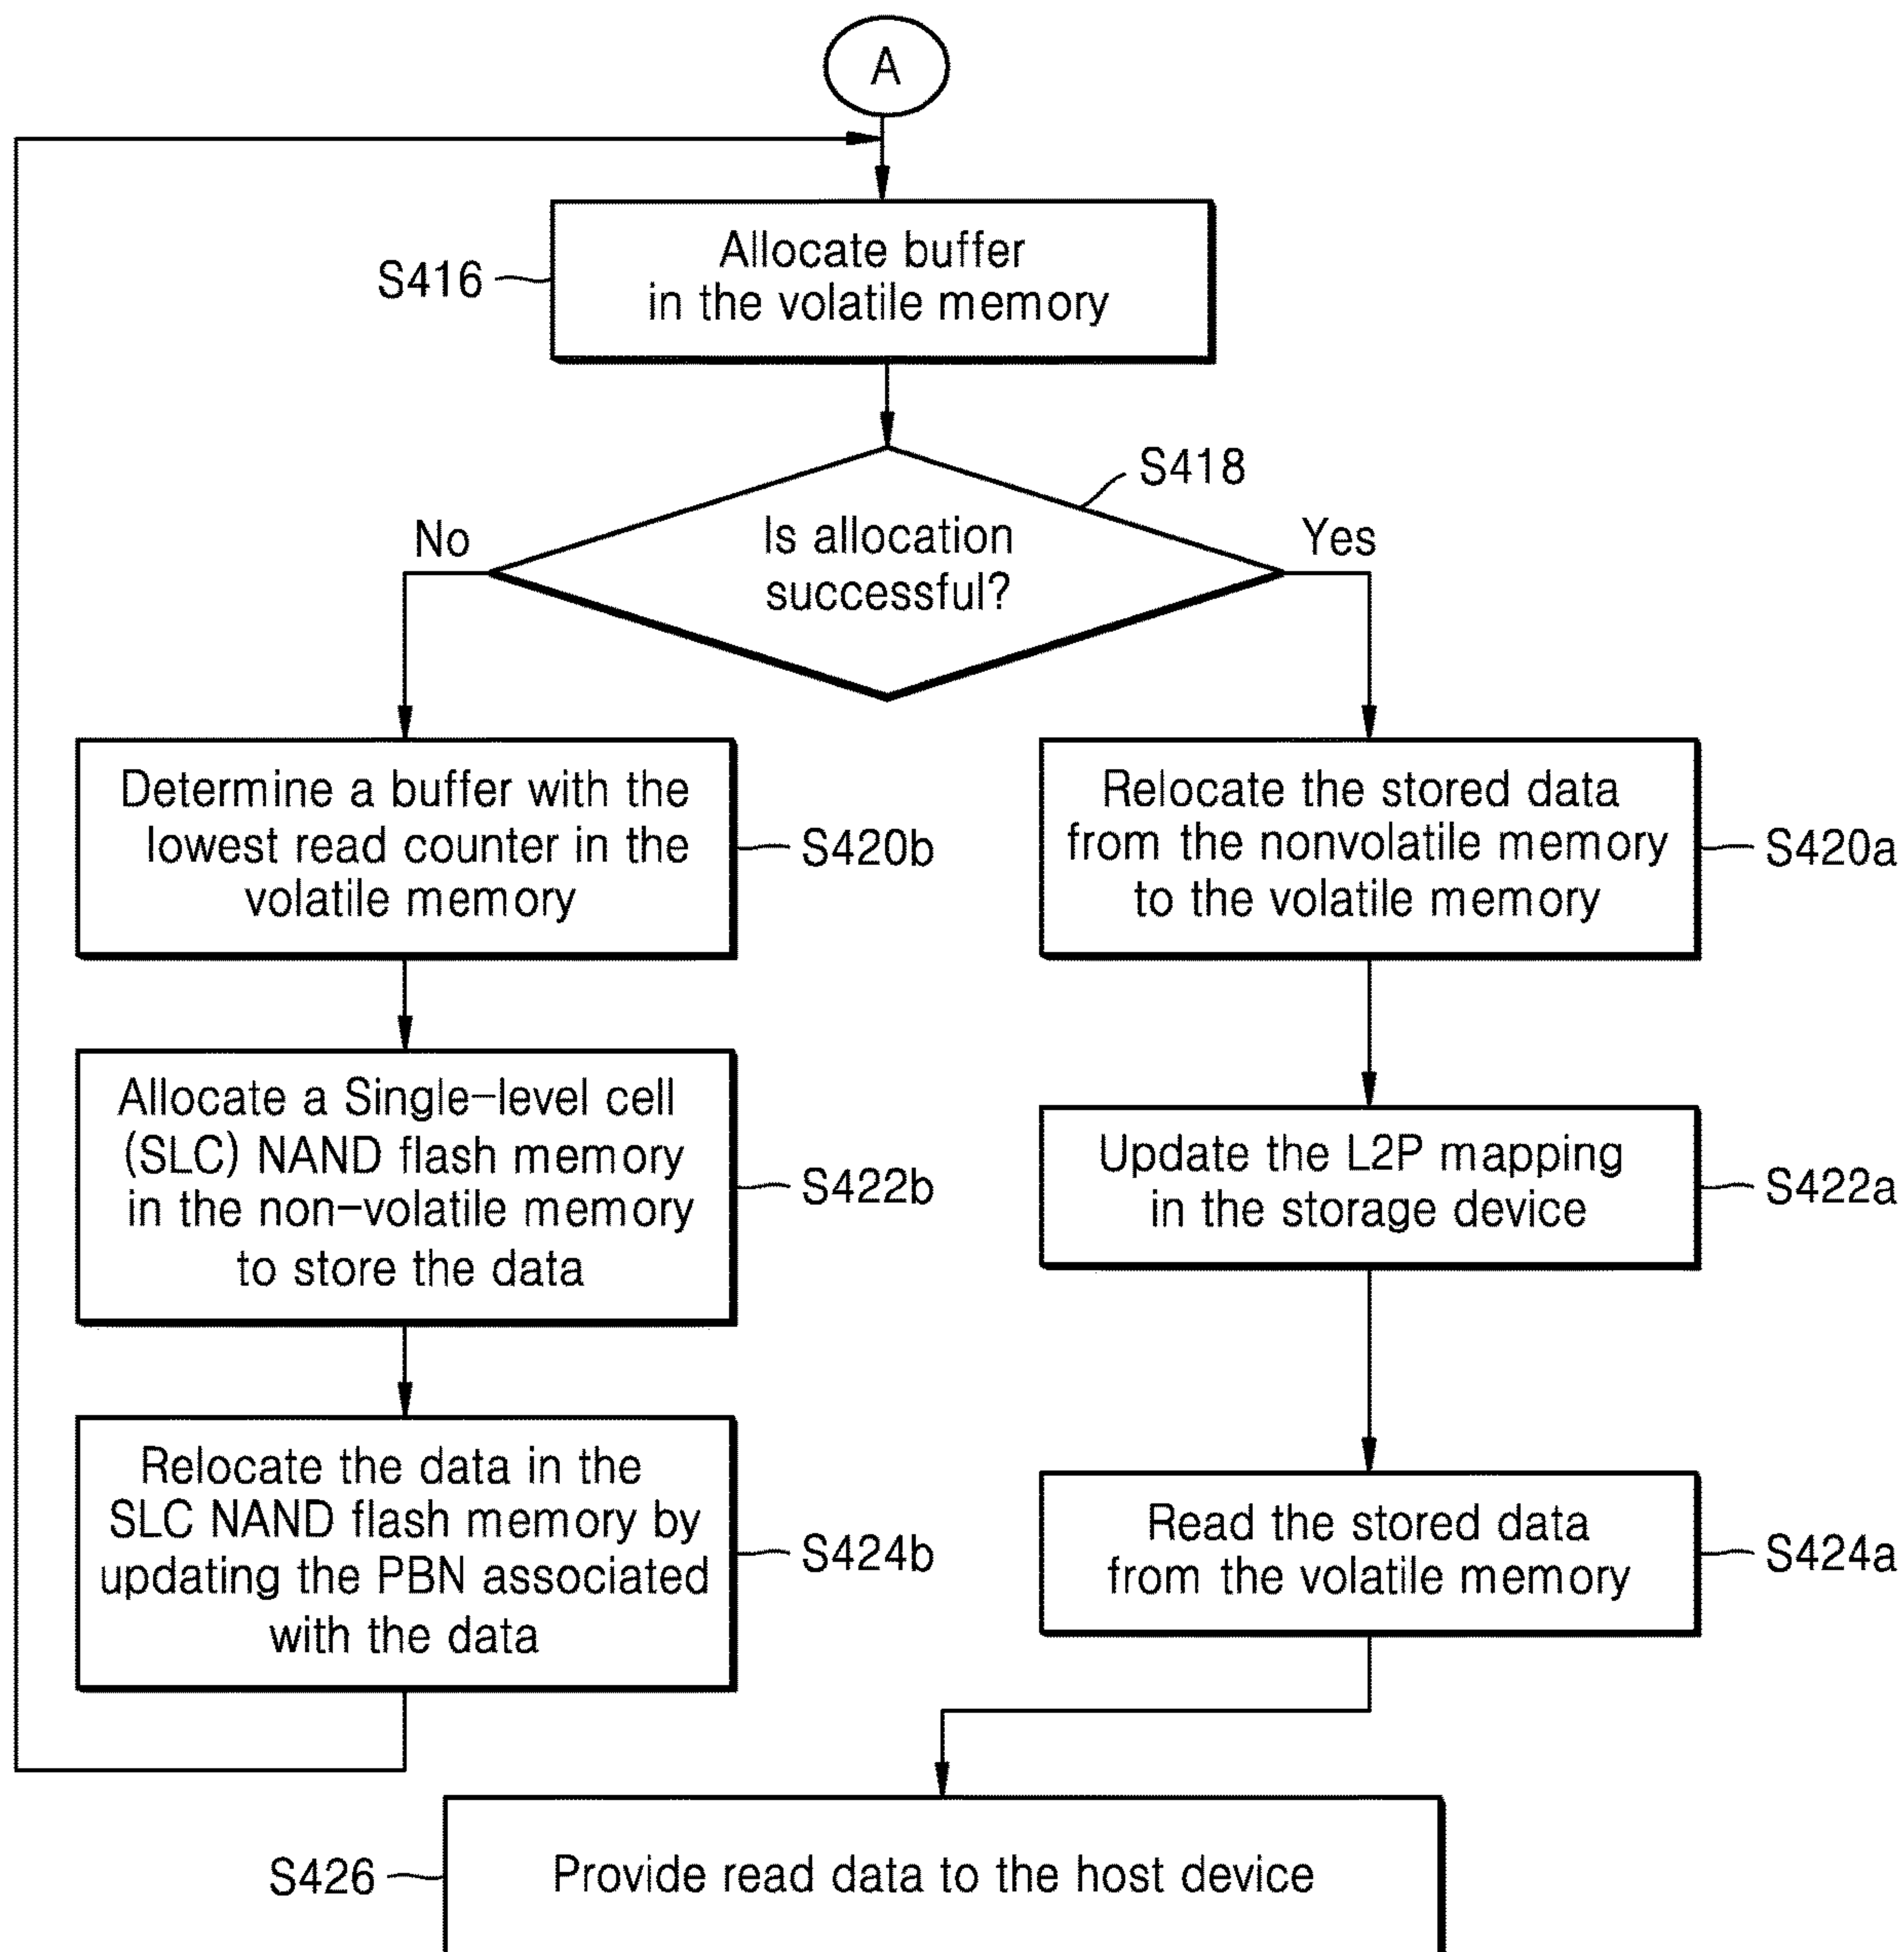 A
S416
Allocate buffer
in the volatile memory
S418
No
Is allocation
successful?
Yes
Determine a buffer with the
lowest read counter in the
volatile memory
S420b
Relocate the stored data
from the nonvolatile memory
to the volatile memory
S420a
Allocate a Single-level cell
(SLC) NAND flash memory
in the non-volatile memory
to store the data
S422b
Update the L2P mapping
in the storage device
S422a
Relocate the data in the
SLC NAND flash memory by
updating the PBN associated
with the data
S424b
Read the stored data
from the volatile memory
S424a
S426
Provide read data to the host device